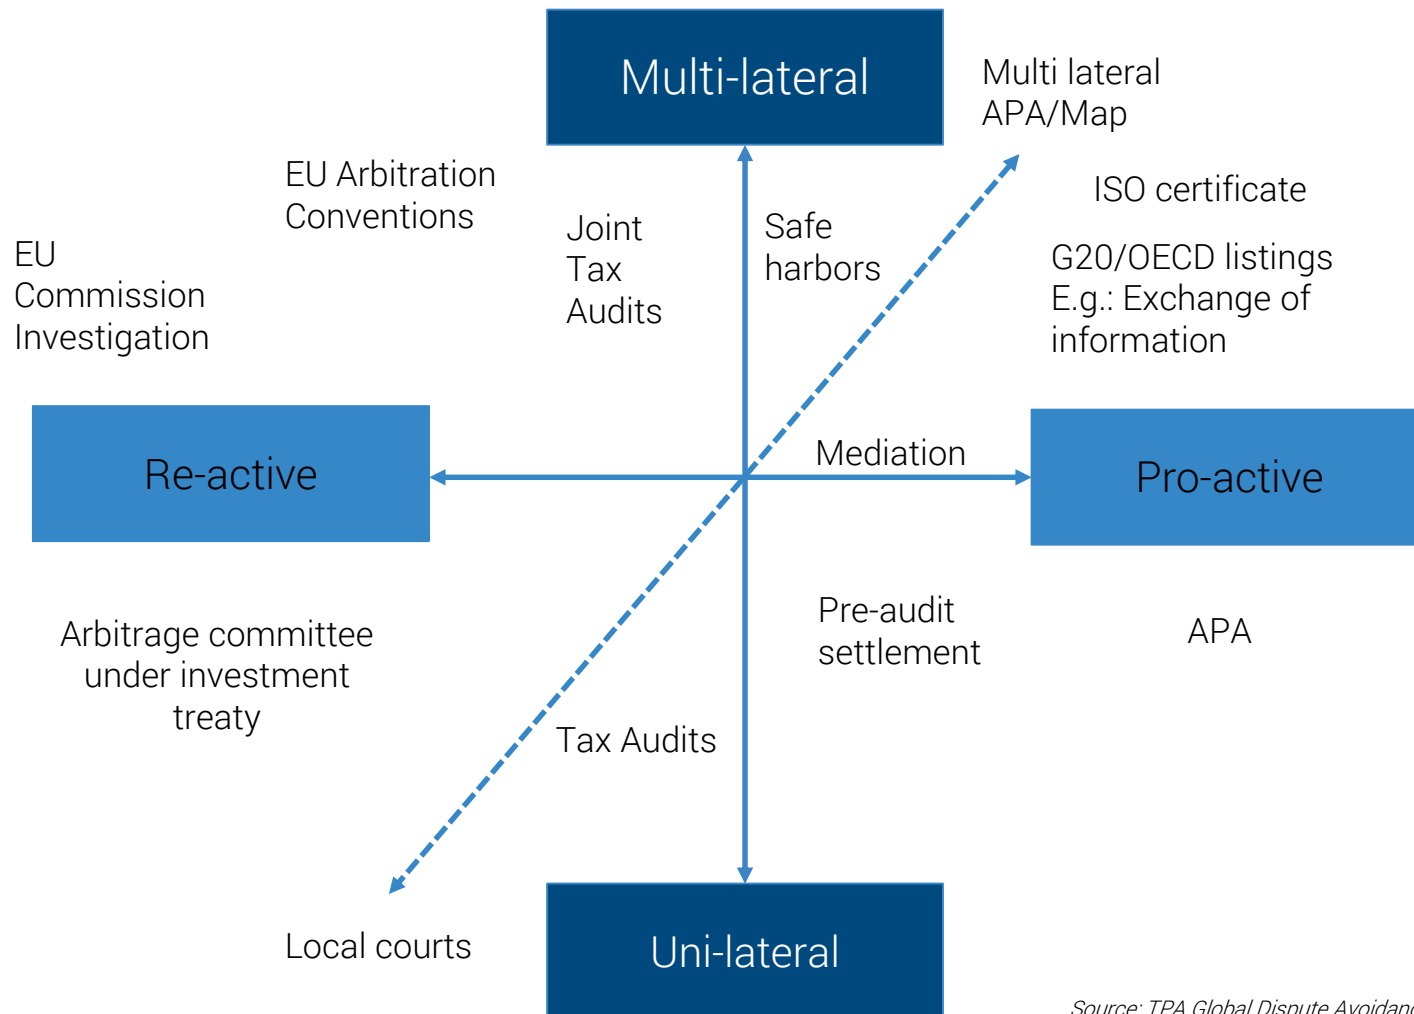 Multi-lateral
Multi lateral
APA/Map
EU Arbitration
Conventions
ISO certificate
Joint
Tax
Audits
Safe
harbors
EU
Commission
Investigation
G20/OECD listings
E.g.: Exchange of
information
Re-active
Mediation
Pro-active
Arbitrage committee
under investment
treaty
Pre-audit
settlement
APA
Tax Audits
Local courts
Uni-lateral
Source: TPA Global Dispute